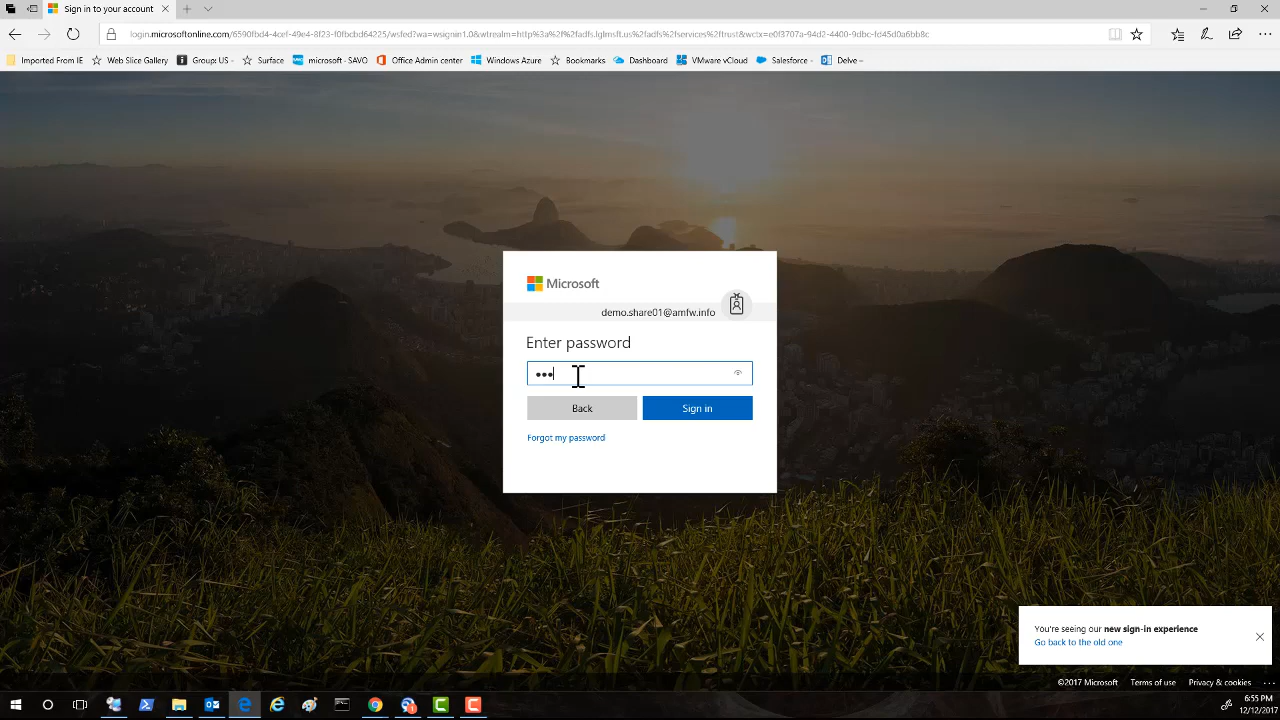 Sign in to your account
login.microsoftonline.com/6590fbd4-4cef-49e4-8f23-f0fbcbd64225/wsfed?wa=wsignin1.0&wtrealm=http%3a%2f%2fadfs.lglmsft.us%2fadfs%2fservices%2ftrust&wctx=e0f3707a-94d2-4400-9dbc-fd45d0a6bb8c
Imported From IE Web Slice Gallery Groups US - Surface microsoft - SAVO Office Admin center Windows Azure Bookmarks Dashboard VMware vCloud Salesforce - Delve –
Microsoft
demo.share01@amfw.info
Enter password
•••
Back Sign in
Forgot my password
You're seeing our new sign-in experience
Go back to the old one
©2017 Microsoft Terms of use Privacy & cookies ···
6:55 PM
12/12/2017